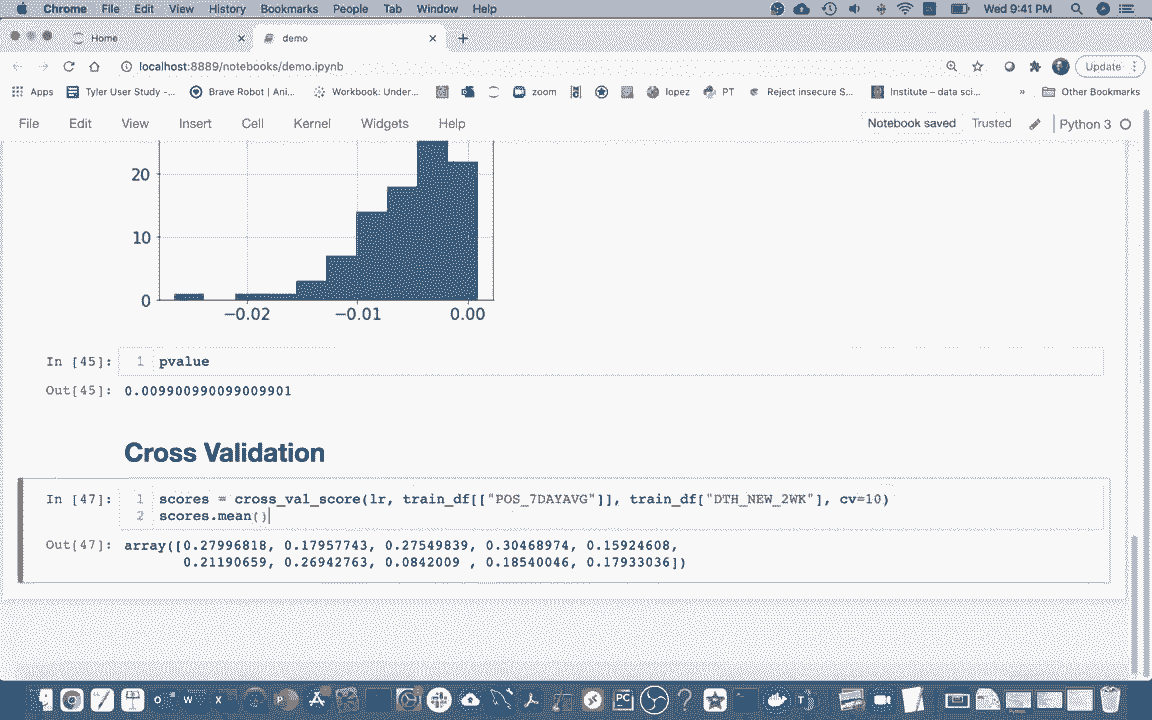 Chrome File Edit View History Bookmarks People Tab Window Help Wed 9:41 PM
Home demo
localhost:8889/notebooks/demo.ipynb Update
Apps Tyler User Study -... Brave Robot | Ani... Workbook: Under... zoom lopez PT Reject insecure S... Institute – data sci... » Other Bookmarks
File Edit View Insert Cell Kernel Widgets Help Notebook saved Trusted Python 3
20
10
0
−0.02 −0.01 0.00
In [45]: 1 pvalue
Out[45]: 0.009900990099009901
Cross Validation
In [47]: 1 scores = cross_val_score(lr, train_df[["POS_7DAYAVG"]], train_df["DTH_NEW_2WK"], cv=10)
2 scores.mean()
Out[47]: array([0.27996818, 0.17957743, 0.27549839, 0.30468974, 0.15924608,
0.21190659, 0.26942763, 0.0842009 , 0.18540046, 0.17933036])
PC